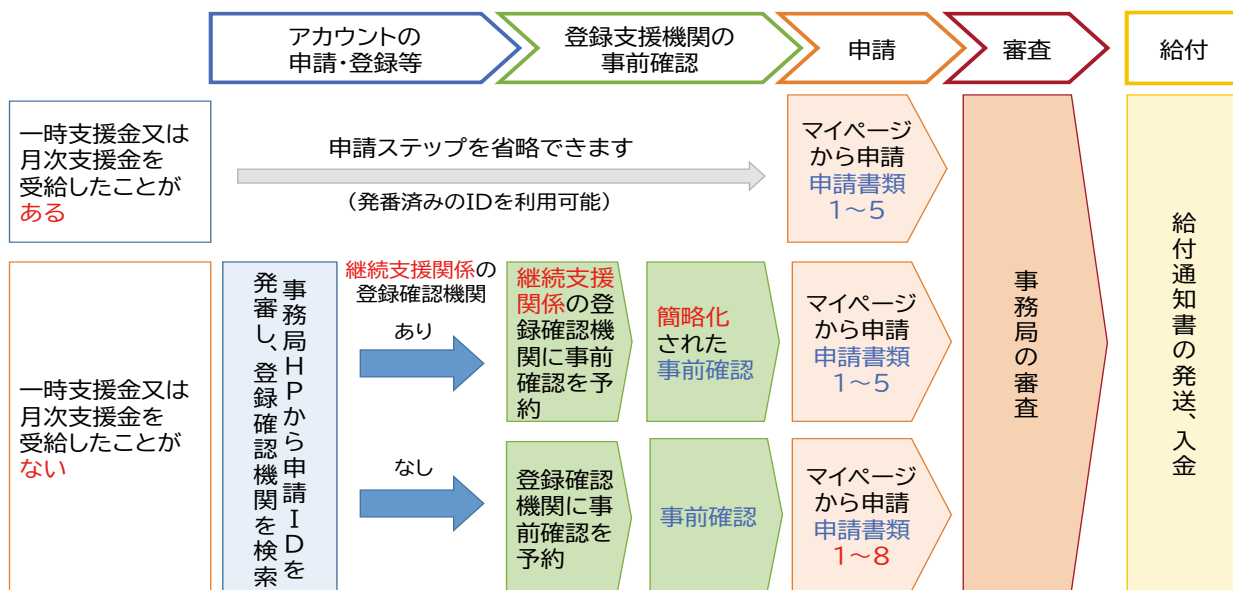 アカウントの
申請・登録等
登録支援機関の
事前確認
申請
審査
給付
一時支援金又は
月次支援金を
受給したことが
ある
申請ステップを省略できます
（発番済みのIDを利用可能）
マイページ
から申請
申請書類
1～5
一時支援金又は
月次支援金を
受給したことが
ない
事務局HPから申請IDを
発審し、登録確認機関を検索
継続支援関係の
登録確認機関
あり
継続支援
関係の登
録確認機
関に事前
確認を予
約
簡略化
された
事前確認
マイページ
から申請
申請書類
1～5
なし
登録確認
機関に事
前確認を
予約
事前確認
マイページ
から申請
申請書類
1～8
事務局の審査
給付通知書の発送、入金